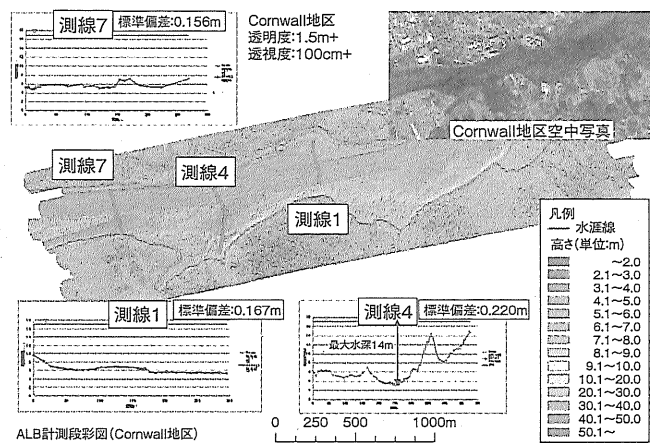 測線7
標準偏差:0.156m
Cornwall地区
透明度:1.5m+
透視度:100cm+
Cornwall地区空中写真
測線7
測線4
測線1
凡例
水涯線
高さ(単位:m)
~2.0
2.1~3.0
3.1~4.0
4.1~5.0
5.1~6.0
6.1~7.0
7.1~8.0
8.1~9.0
9.1~10.0
10.1~20.0
20.1~30.0
30.1~40.0
40.1~50.0
50.1~
測線1
標準偏差:0.167m
測線4
標準偏差:0.220m
最大水深14m
ALB計測段彩図(Cornwall地区)
0 250 500 1000m